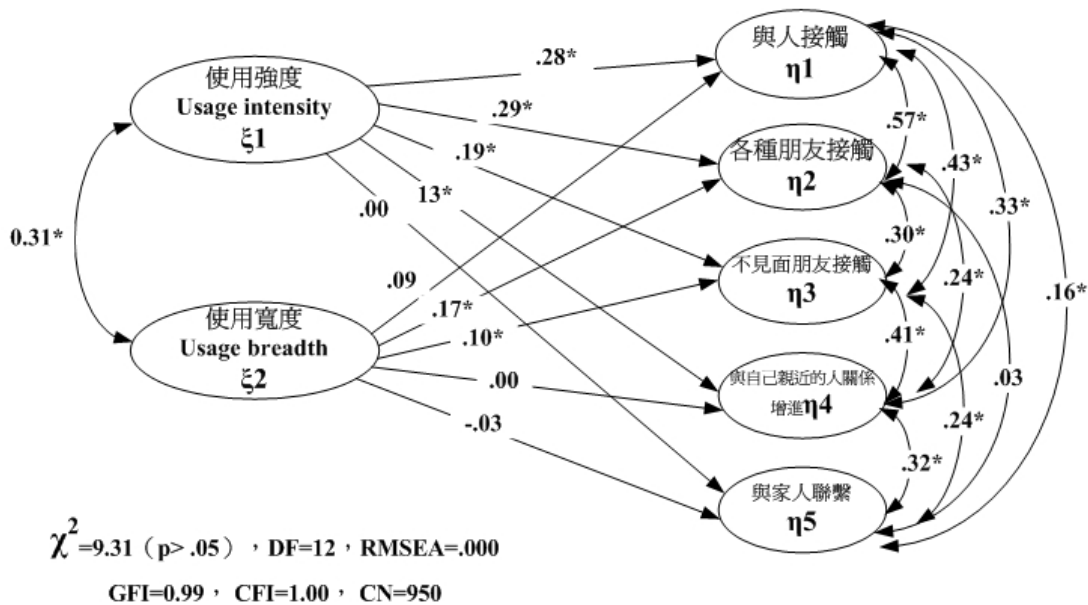 使用強度
Usage intensity
ξ1
0.31*
使用寬度
Usage breadth
ξ2
.28*
.29*
.19*
13*
.00
.09
.17*
.10*
.00
-.03
與人接觸
η1
各種朋友接觸
η2
不見面朋友接觸
η3
與自己親近的人關係
增進η4
與家人聯繫
η5
.57*
.43*
.33*
.30*
.24*
.16*
.41*
.03
.24*
.32*
χ²=9.31（p> .05），DF=12，RMSEA=.000
GFI=0.99， CFI=1.00， CN=950